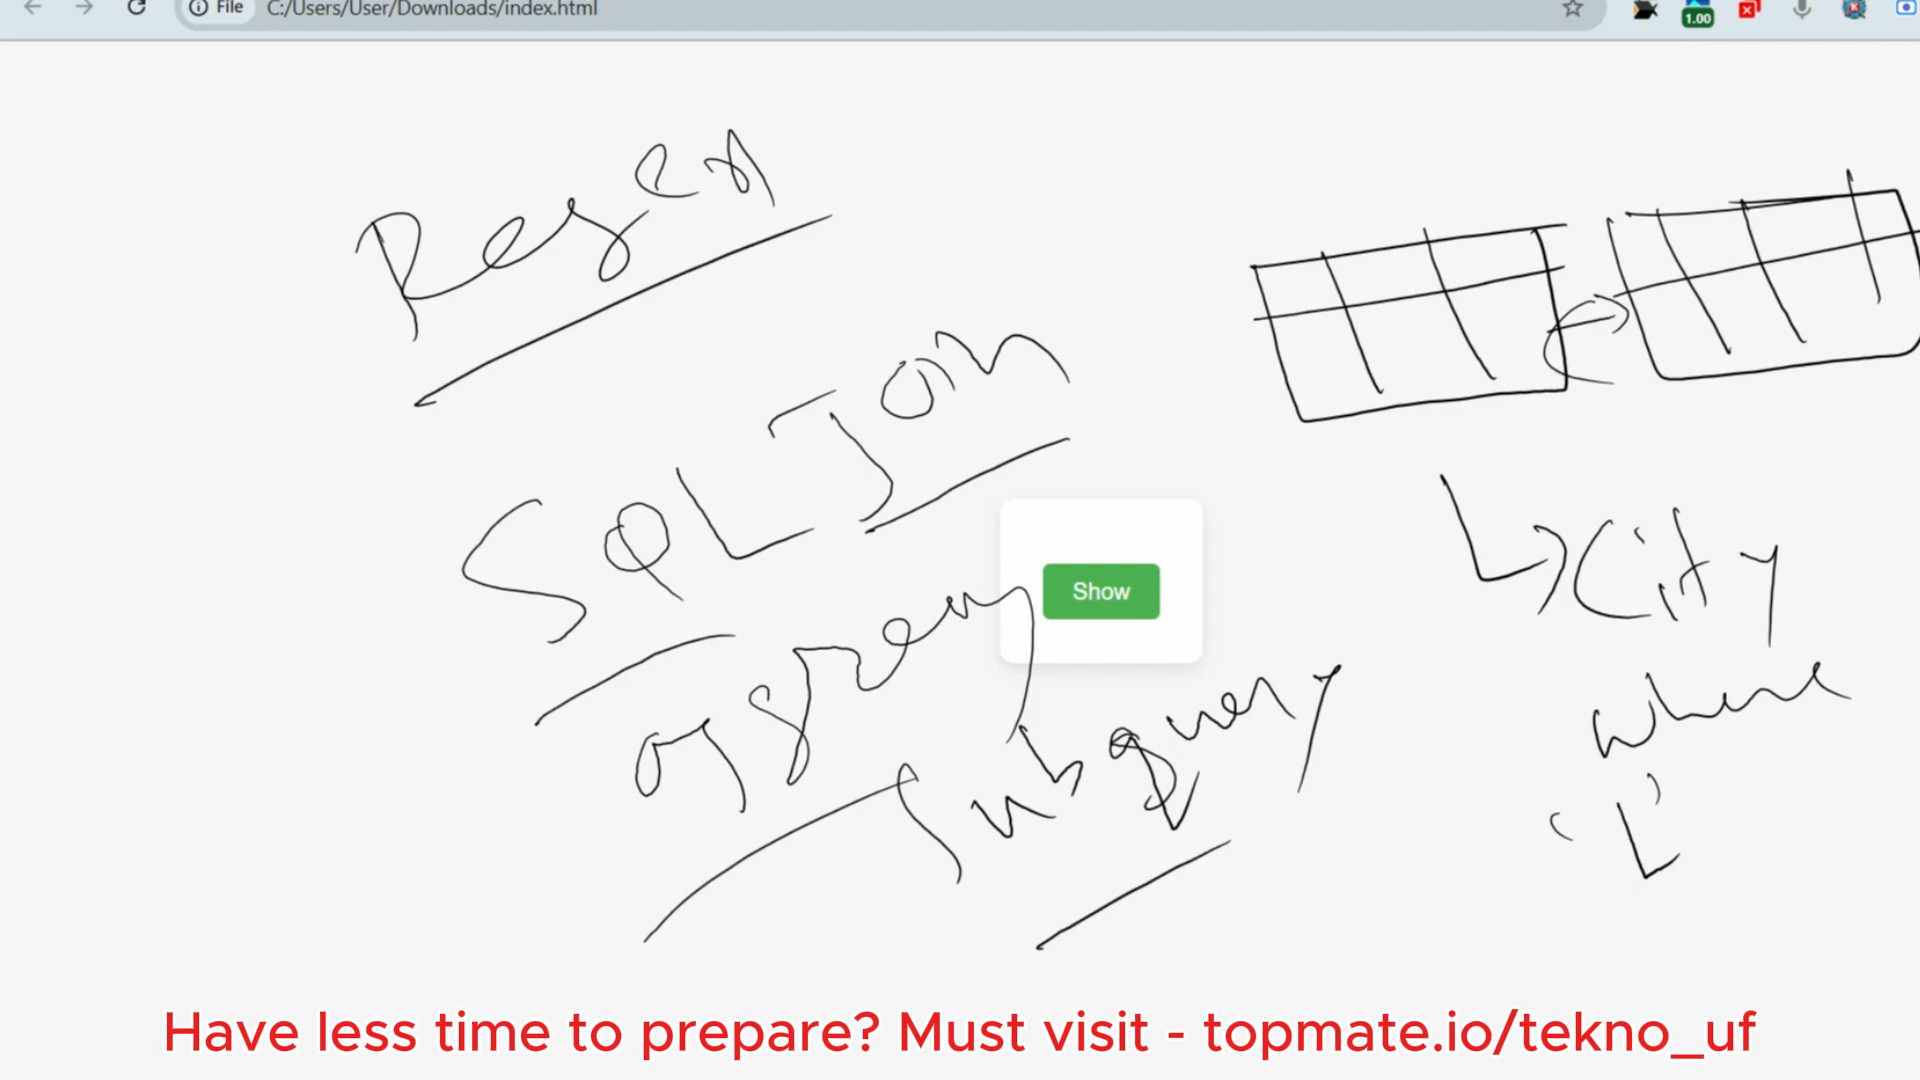 File C:/Users/User/Downloads/index.html
1.00
SQL Join
Show
Subquery
City
where
'L'
Have less time to prepare? Must visit - topmate.io/tekno_uf